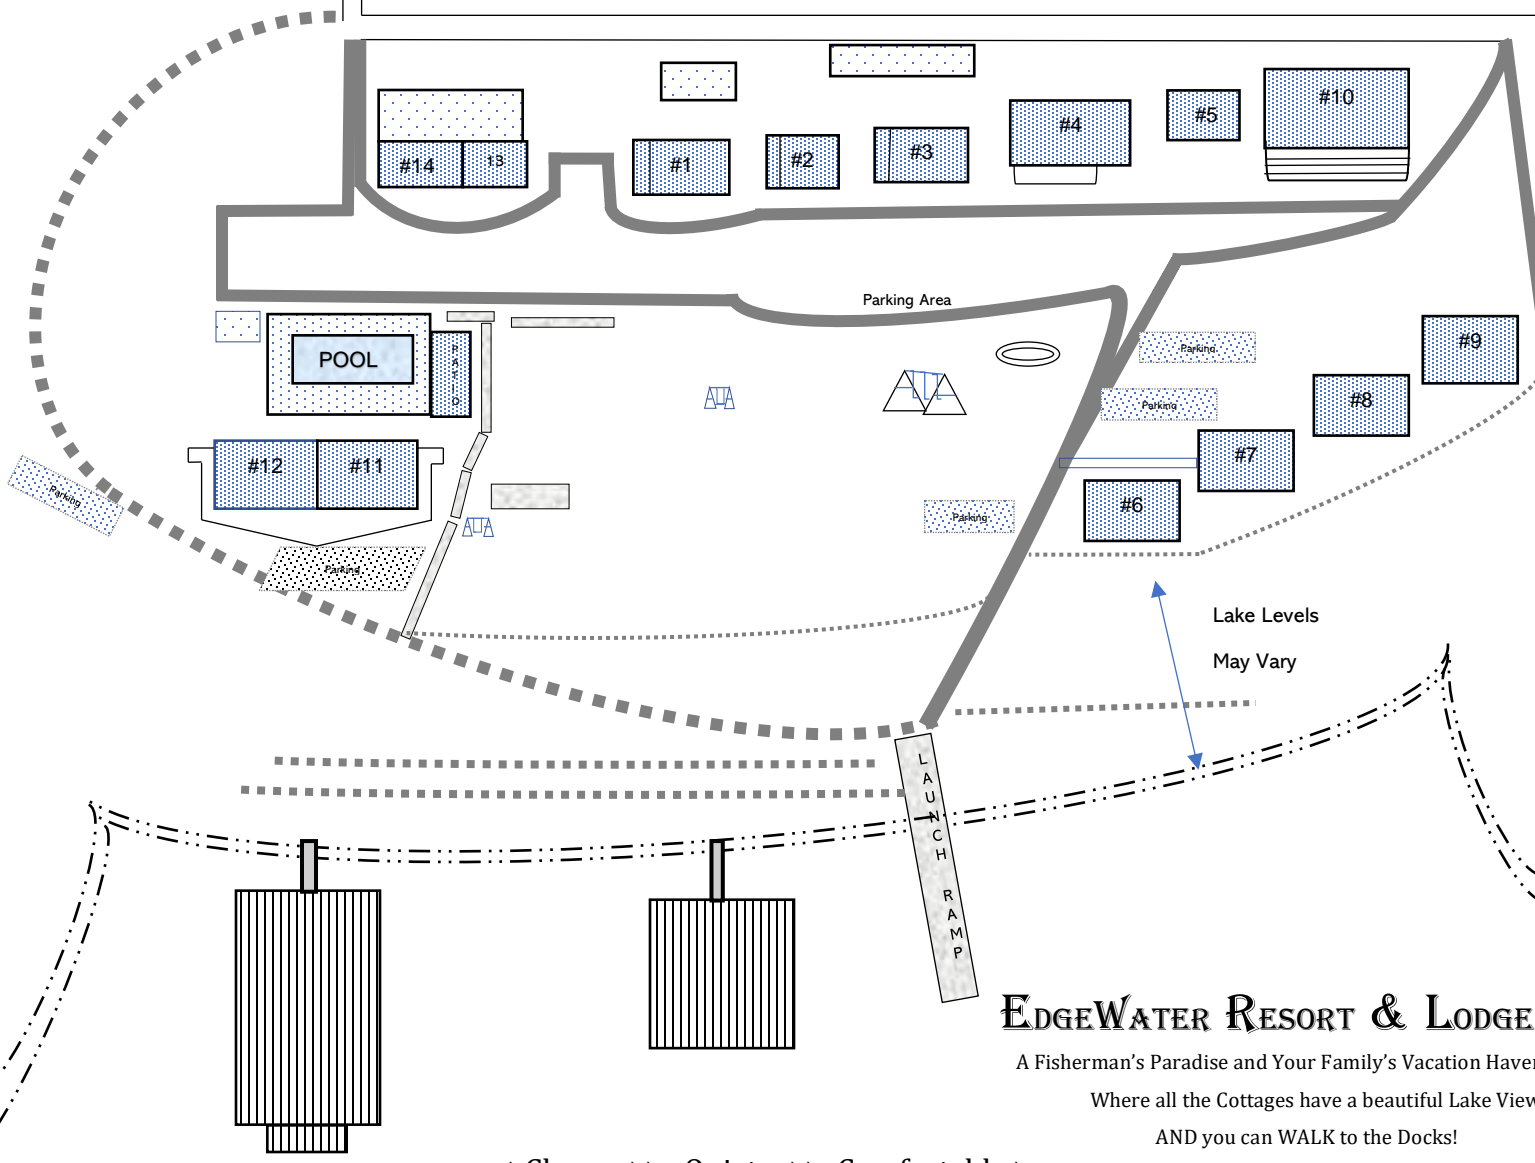 #10
#5
#4
#3
#2
#1
#14
13
Parking Area
POOL
PATIO
Parking
#9
Parking
#8
#7
#12
#11
Parking
#6
Parking
Parking
Lake Levels
May Vary
LAUNCH RAMP
EDGEWATER RESORT & LODGE
A Fisherman's Paradise and Your Family's Vacation Haven
Where all the Cottages have a beautiful Lake View
AND you can WALK to the Docks!